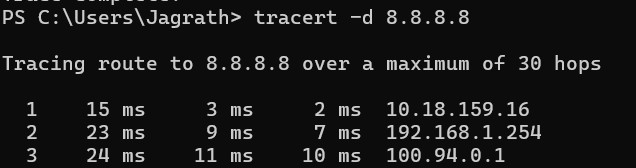 PS C:\Users\Jagrath> tracert -d 8.8.8.8
Tracing route to 8.8.8.8 over a maximum of 30 hops
1 15 ms 3 ms 2 ms 10.18.159.16
2 23 ms 9 ms 7 ms 192.168.1.254
3 24 ms 11 ms 10 ms 100.94.0.1